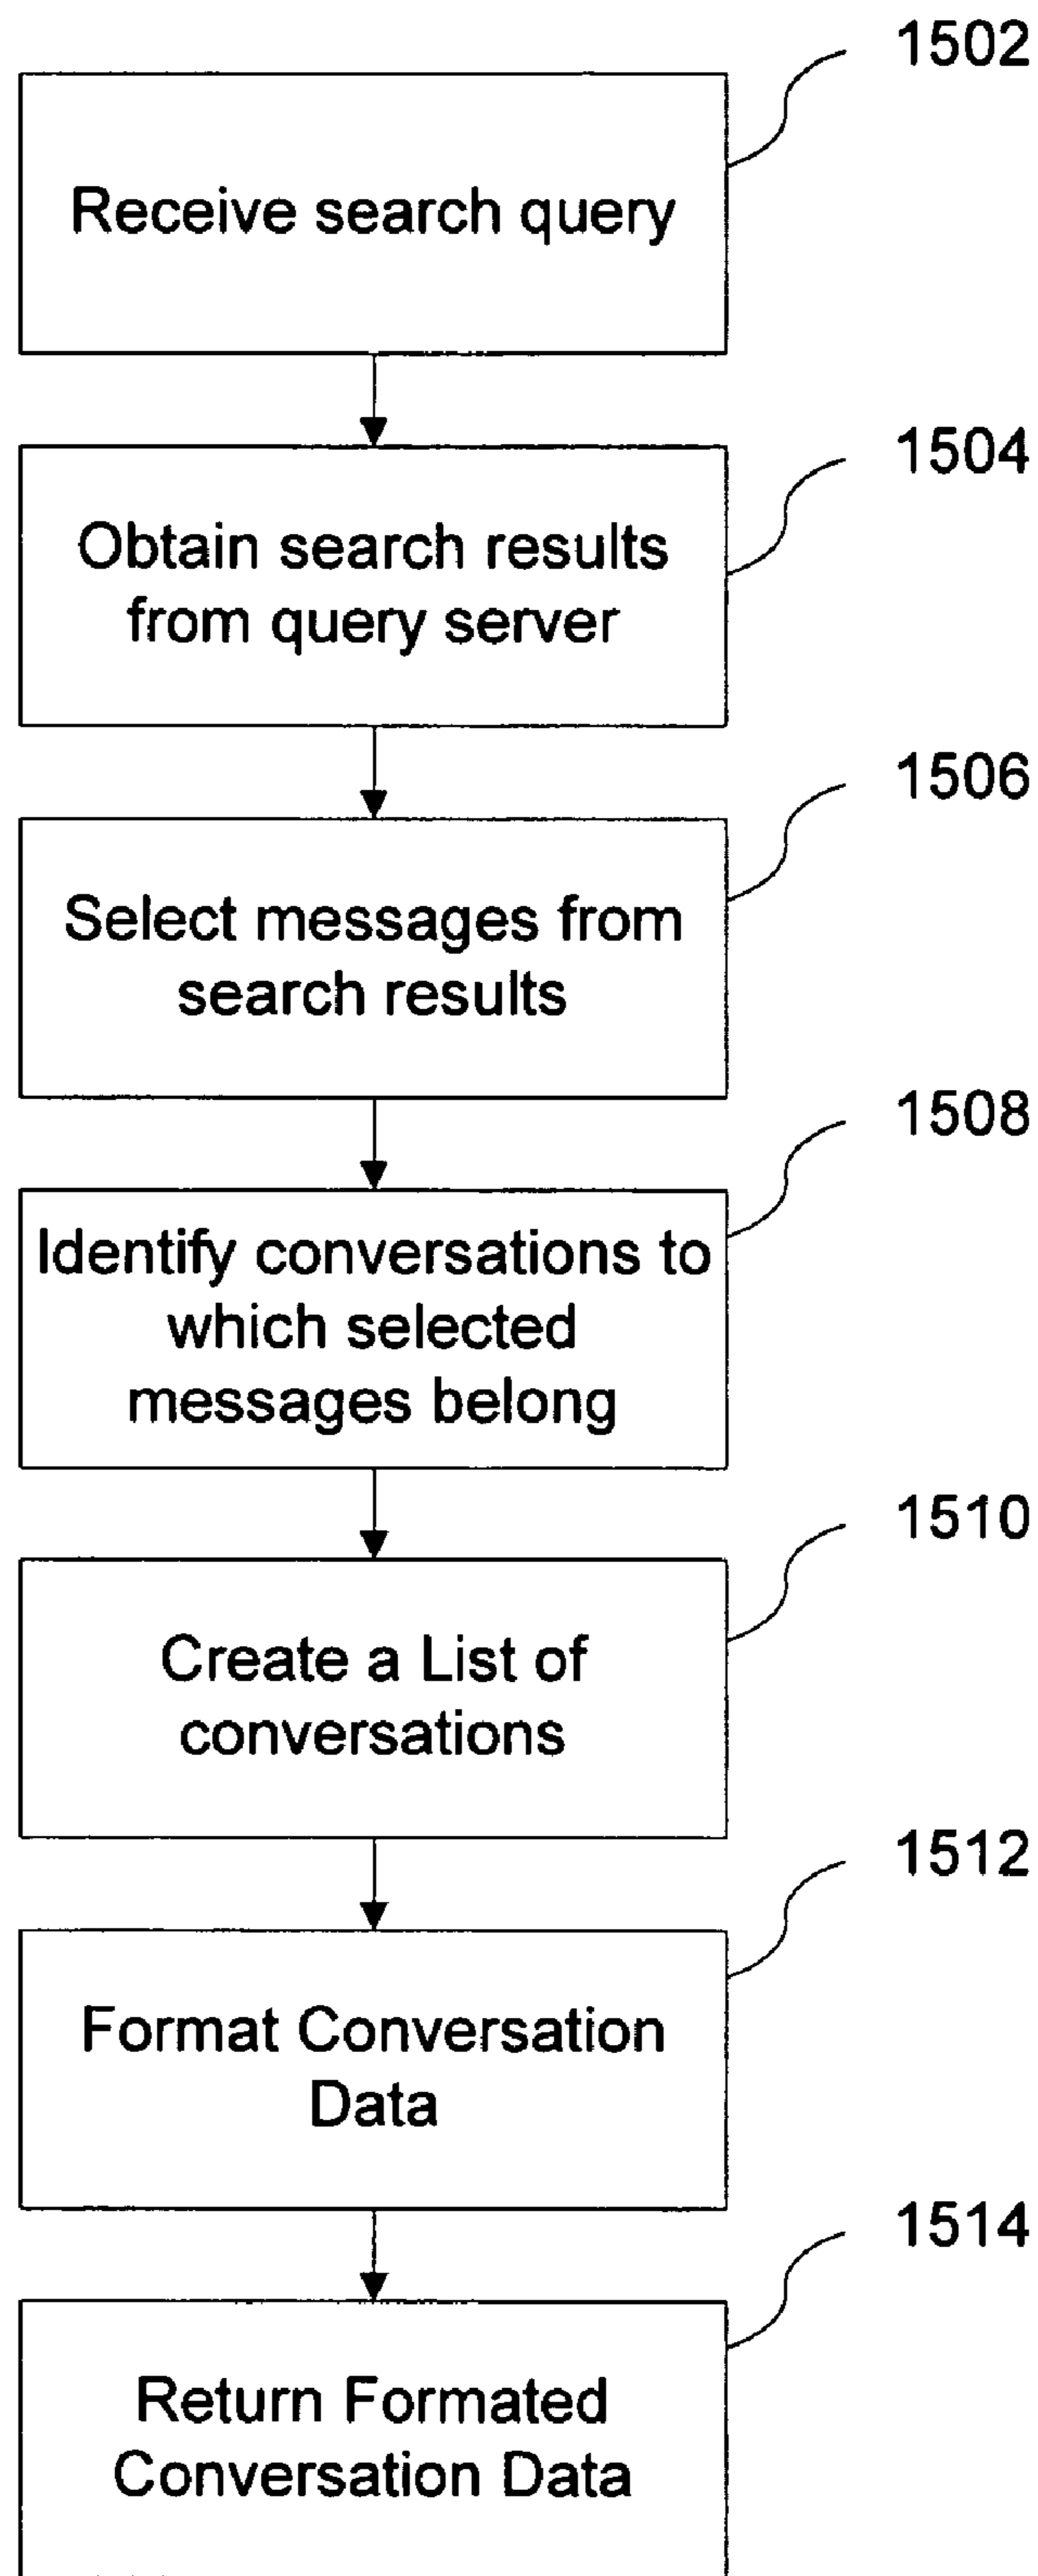 1502
Receive search query
1504
Obtain search results
from query server
1506
Select messages from
search results
1508
Identify conversations to
which selected
messages belong
1510
Create a List of
conversations
1512
Format Conversation
Data
1514
Return Formated
Conversation Data